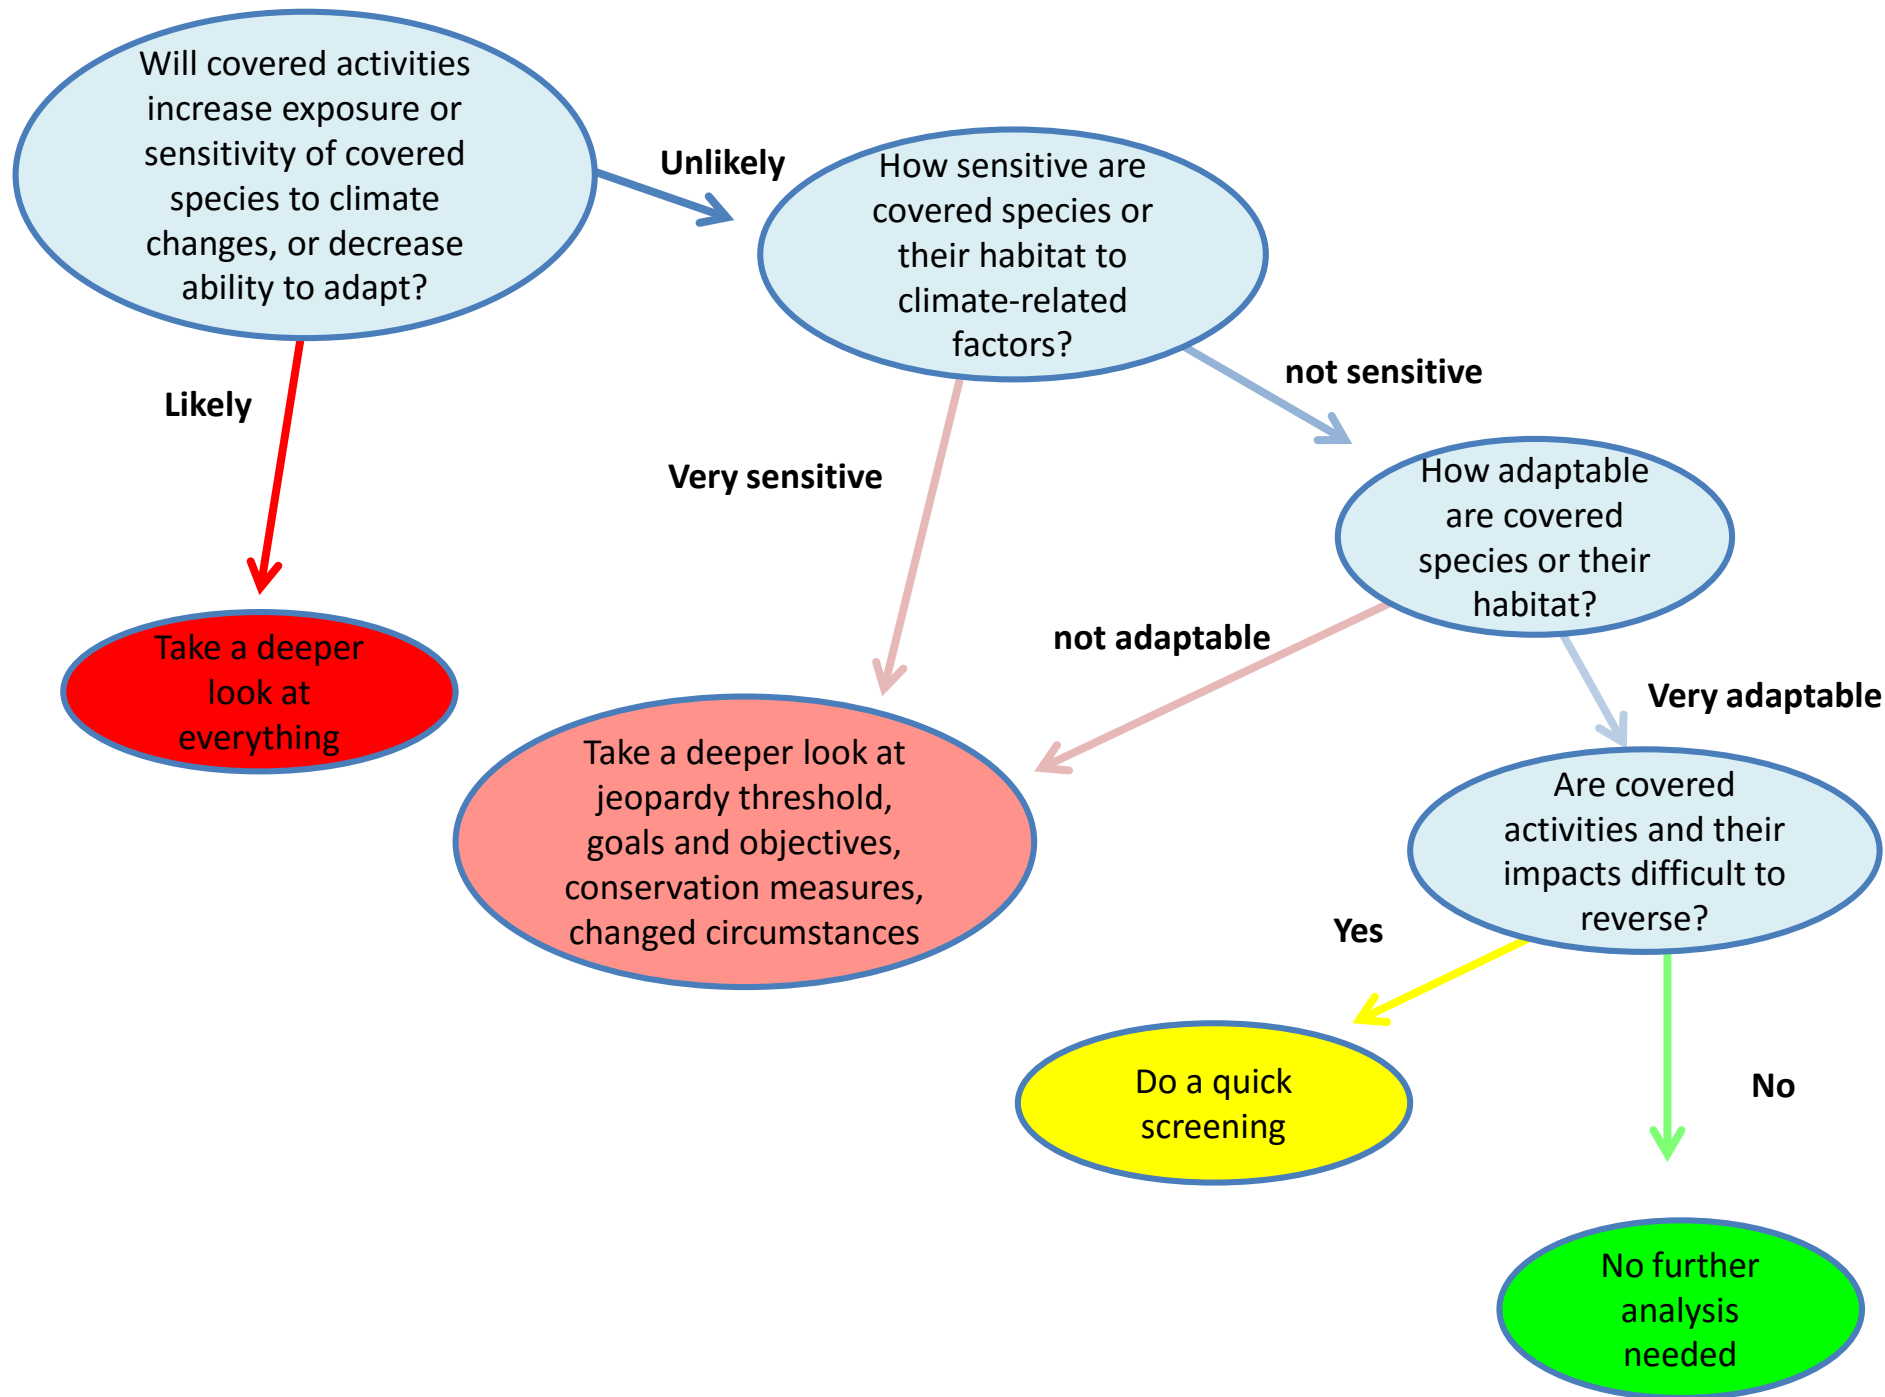 Will covered activities
increase exposure or
sensitivity of covered
species to climate
changes, or decrease
ability to adapt?
Unlikely
How sensitive are
covered species or
their habitat to
climate-related
factors?
Likely
not sensitive
Very sensitive
How adaptable
are covered
species or their
habitat?
not adaptable
Very adaptable
Take a deeper
look at
everything
Take a deeper look at
jeopardy threshold,
goals and objectives,
conservation measures,
changed circumstances
Are covered
activities and their
impacts difficult to
reverse?
Yes
No
Do a quick
screening
No further
analysis
needed